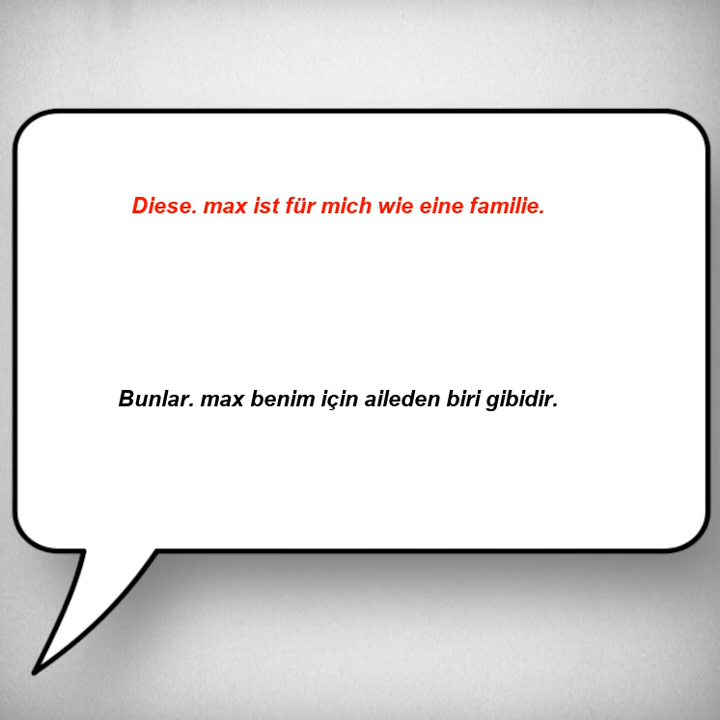 Diese. max ist für mich wie eine familie.
Bunlar. max benim için aileden biri gibidir.